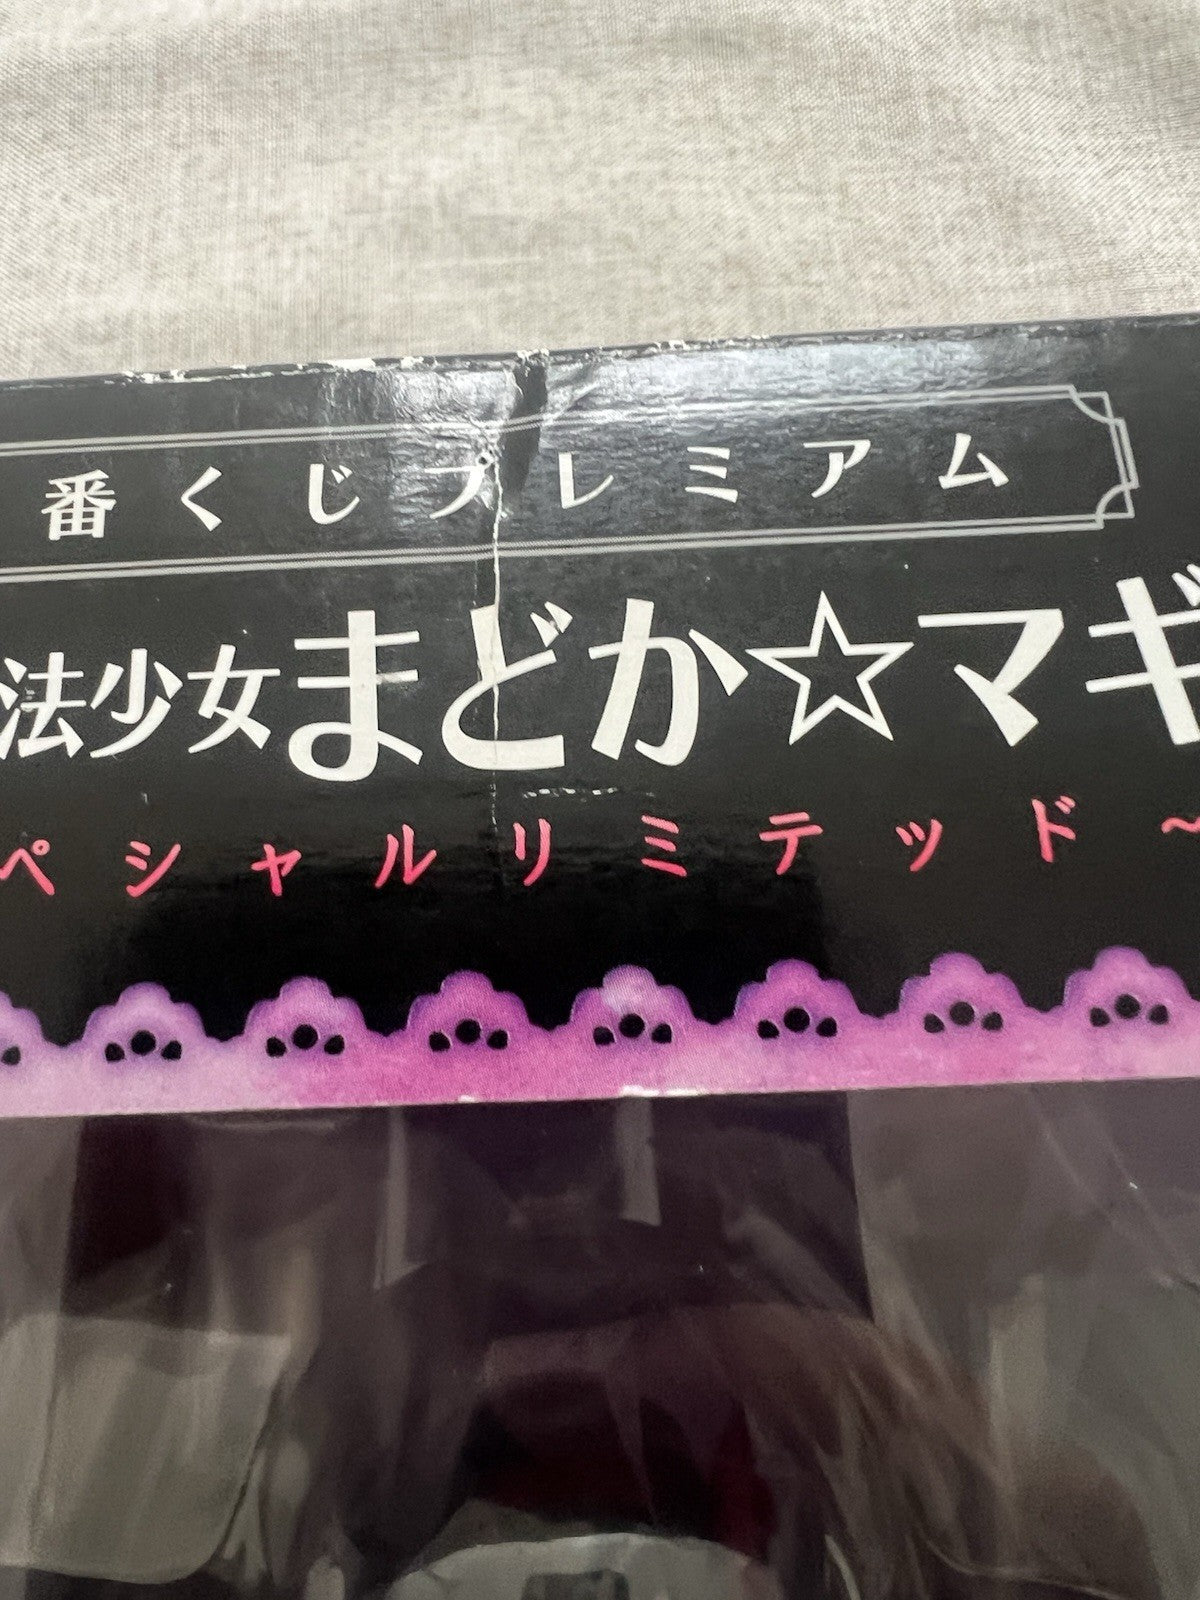 番くじプレミアム
法少女まどか☆マギ
ペシャルリミテッド～